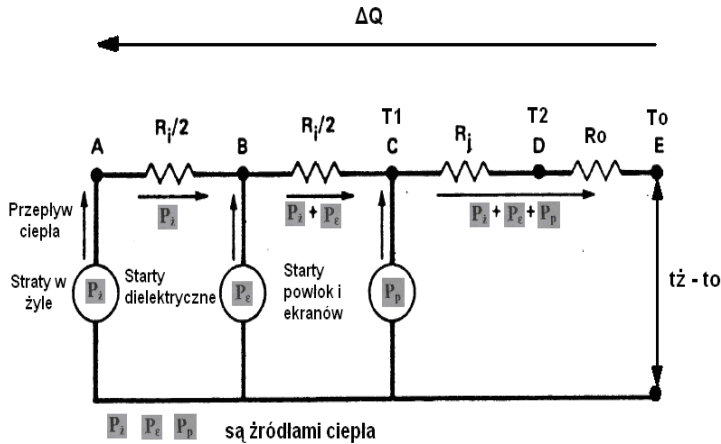 ΔQ
T1 T2 To
Ri/2 Ri/2 Rj Ro
A B C D E
Pż Pż + Pε Pż + Pε + Pp
Przepływ
ciepła
Straty w
żyle
Pż
Starty
dielektryczne
Pε
Starty
powłok i
ekranów
Pp
tż - to
Pż Pε Pp są źródłami ciepła